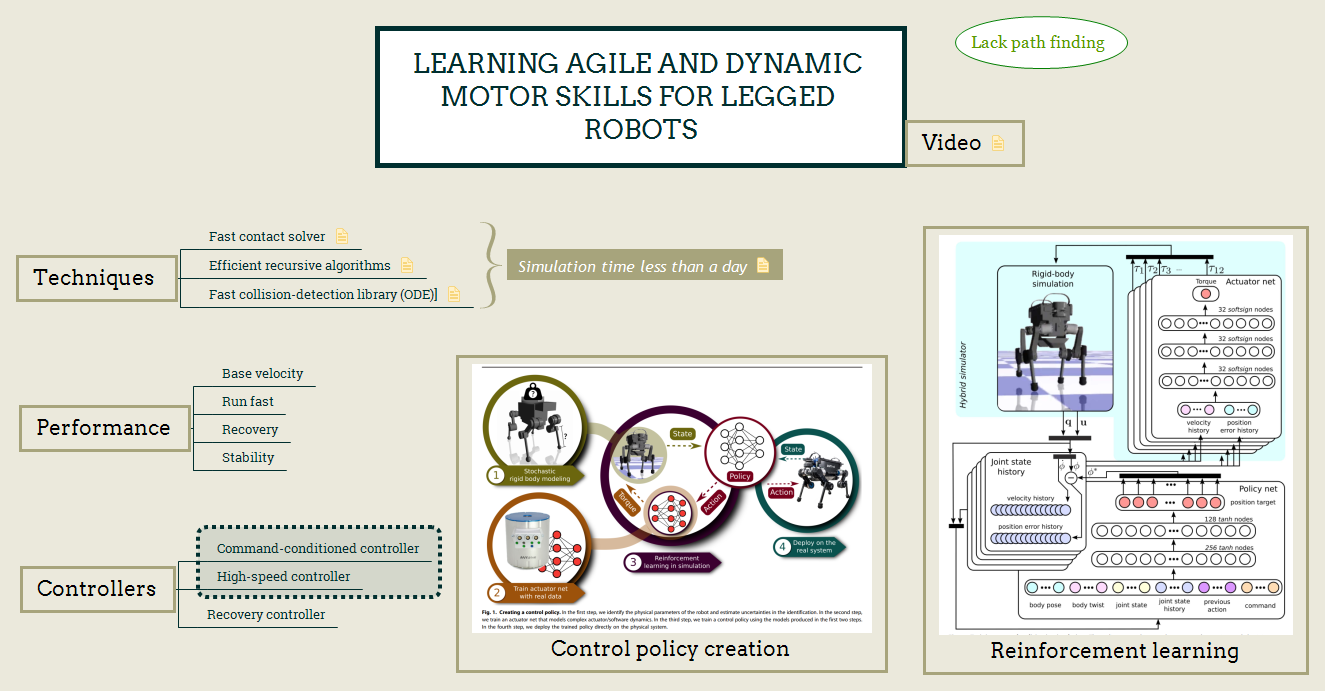 LEARNING AGILE AND DYNAMIC
MOTOR SKILLS FOR LEGGED
ROBOTS
Lack path finding
Video
Techniques
Fast contact solver
Efficient recursive algorithms
Fast collision-detection library (ODE)]
Simulation time less than a day
Performance
Base velocity
Run fast
Recovery
Stability
Controllers
Command-conditioned controller
High-speed controller
Recovery controller
?
?
1
Stochastic
rigid body modeling
2
Train actuator net
with real data
State
Torque
Action
Policy
3
Reinforcement
learning in simulation
State
Action
4
Deploy on the
real system
Fig. 1. Creating a control policy. In the first step, we identify the physical parameters of the robot and estimate uncertainties in the identification. In the second step,
we train an actuator net that models complex actuator/software dynamics. In the third step, we train a control policy using the models produced in the first two steps.
In the fourth step, we deploy the trained policy directly on the physical system.
Control policy creation
Hybrid simulator
Rigid-body
simulation
τ1 τ2 τ3 – τ12
Actuator net
Torque
32 softsign nodes
32 softsign nodes
32 softsign nodes
velocity
history
position
error history
q u
Joint state
history
ϕ ϕ̇
ϕ*
velocity history
position error history
Policy net
position target
128 tanh nodes
256 tanh nodes
body pose
body twist
joint state
joint state
history
previous
action
command
Reinforcement learning